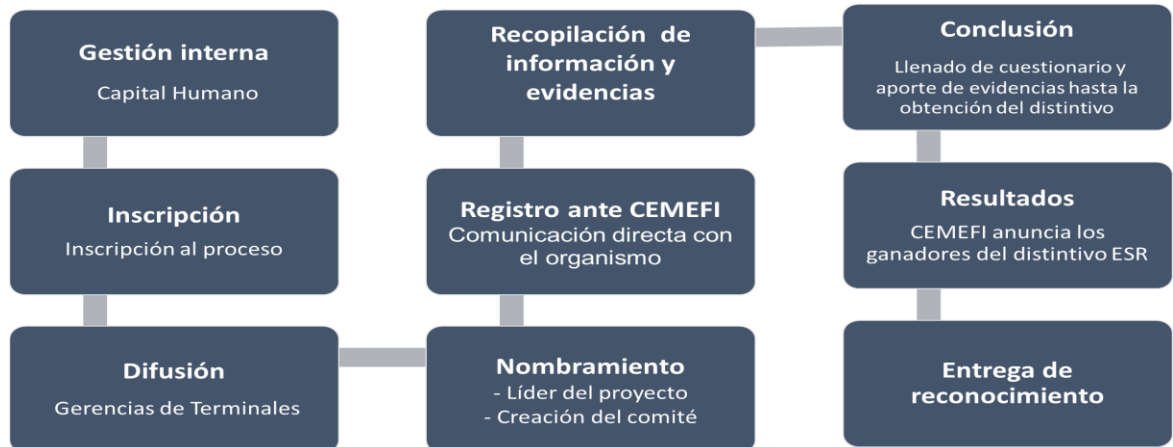 Gestión interna
Capital Humano
Inscripción
Inscripción al proceso
Difusión
Gerencias de Terminales
Nombramiento
- Líder del proyecto
- Creación del comité
Registro ante CEMEFI
Comunicación directa con
el organismo
Recopilación de
información y
evidencias
Conclusión
Llenado de cuestionario y
aporte de evidencias hasta la
obtención del distintivo
Resultados
CEMEFI anuncia los
ganadores del distintivo ESR
Entrega de
reconocimiento